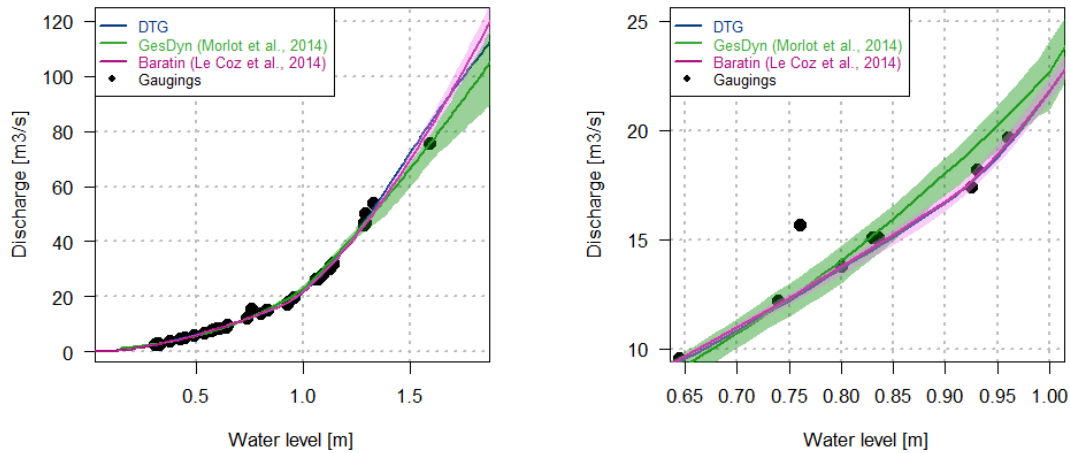 DTG
GesDyn (Morlot et al., 2014)
Baratin (Le Coz et al., 2014)
Gaugings
Discharge [m3/s]
120
100
80
60
40
20
0
0.5
1.0
1.5
Water level [m]
DTG
GesDyn (Morlot et al., 2014)
Baratin (Le Coz et al., 2014)
Gaugings
Discharge [m3/s]
25
20
15
10
0.65
0.70
0.75
0.80
0.85
0.90
0.95
1.00
Water level [m]